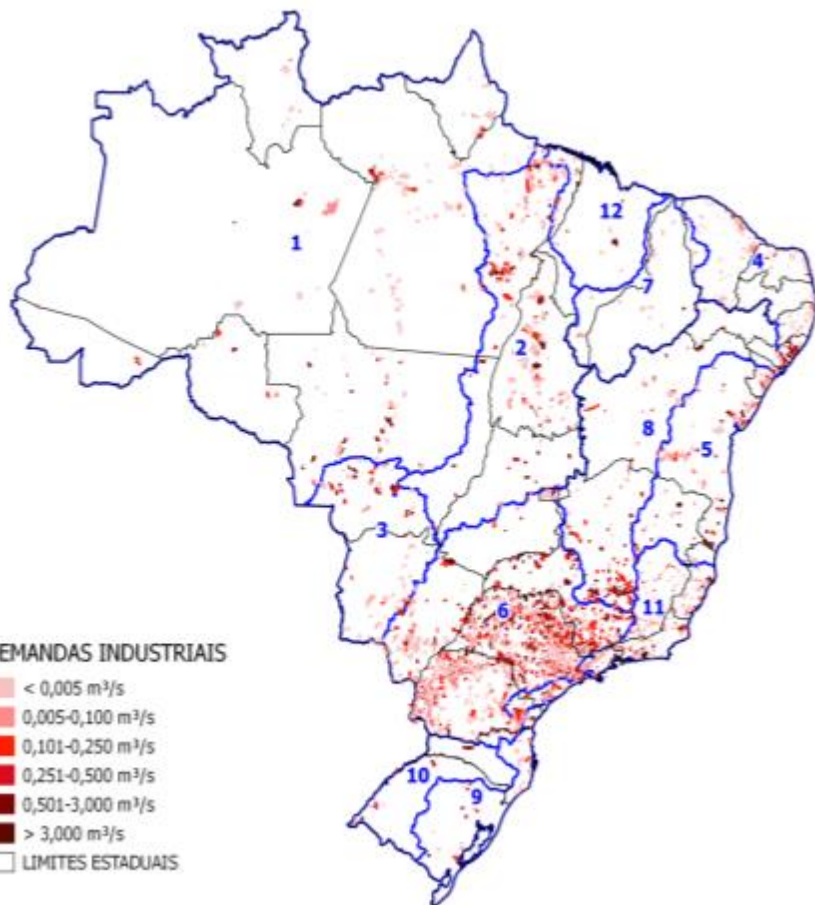 12
4
1
7
2
8
5
3
6
11
10
9
EMANDAS INDUSTRIAIS
< 0,005 m³/s
0,005-0,100 m³/s
0,101-0,250 m³/s
0,251-0,500 m³/s
0,501-3,000 m³/s
> 3,000 m³/s
LIMITES ESTADUAIS